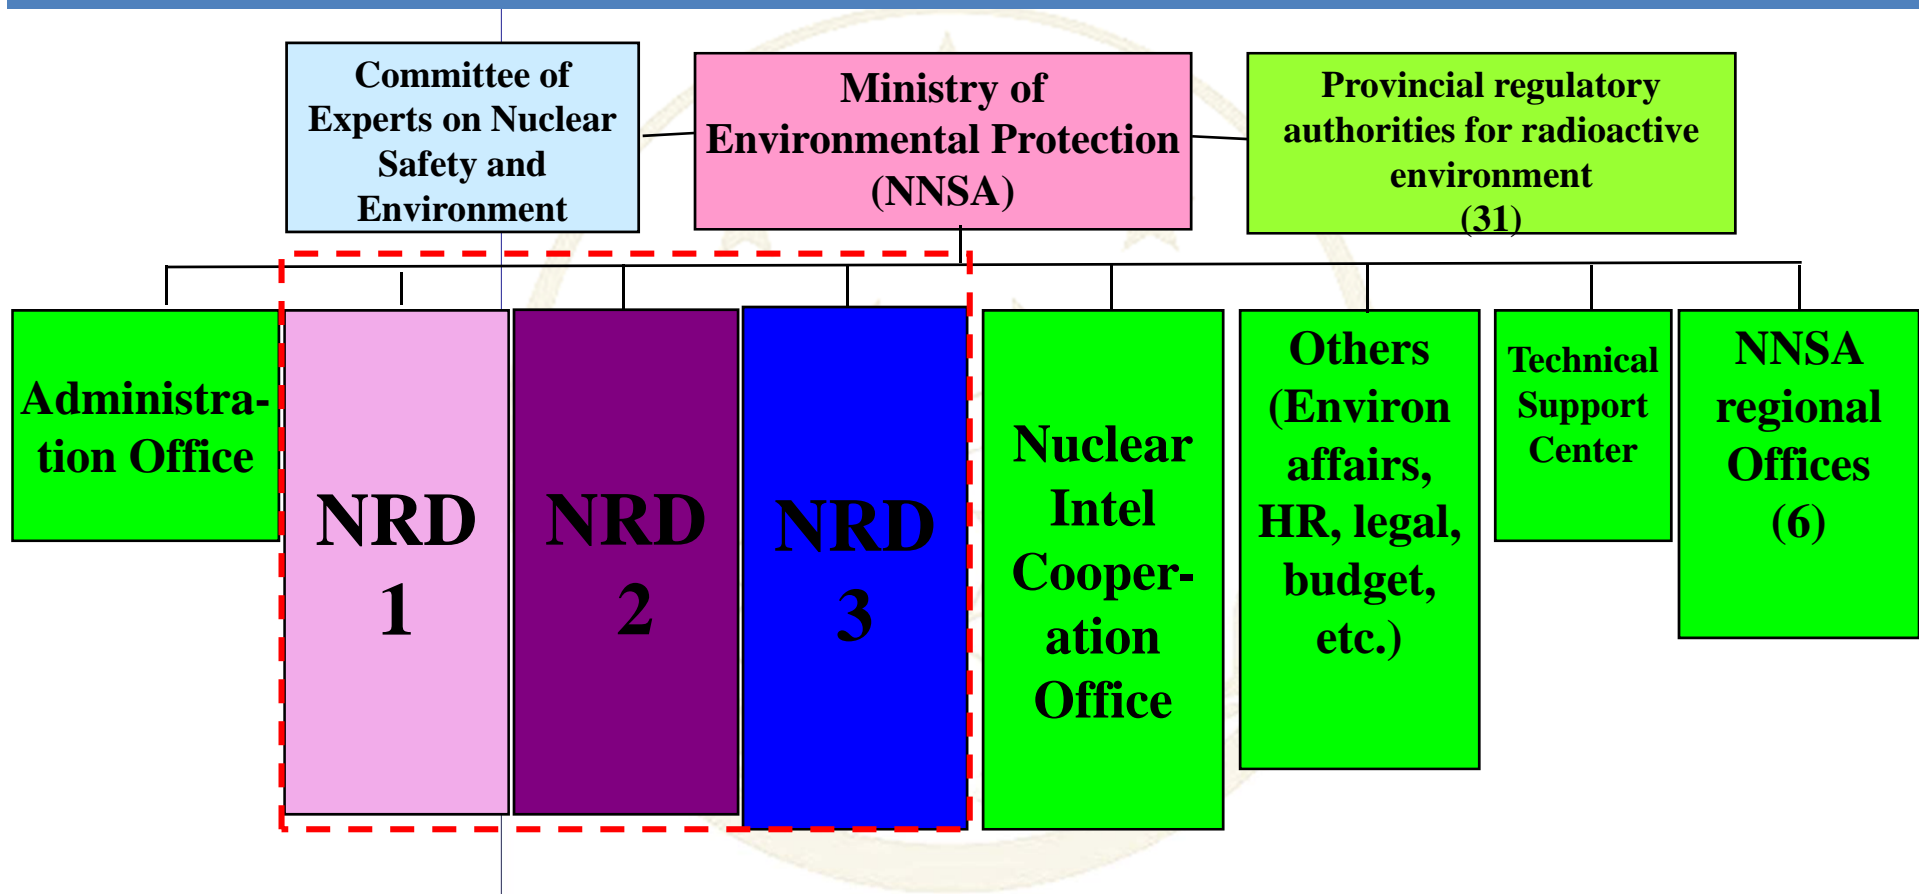 Committee of
Experts on Nuclear
Safety and
Environment
Ministry of
Environmental Protection
(NNSA)
Provincial regulatory
authorities for radioactive
environment
(31)
Administra-
tion Office
NRD
1
NRD
2
NRD
3
Nuclear
Intel
Cooper-
ation
Office
Others
(Environ
affairs,
HR, legal,
budget,
etc.)
Technical
Support
Center
NNSA
regional
Offices
(6)